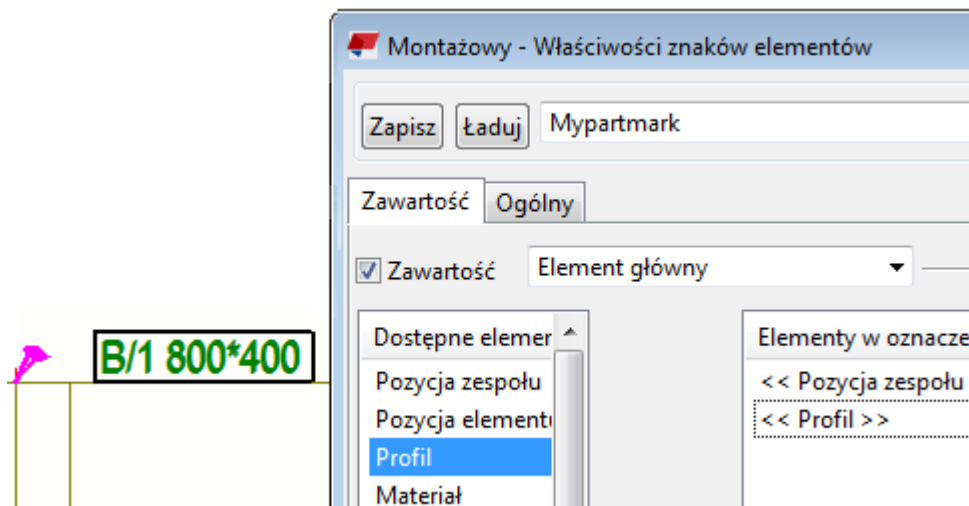 Montażowy - Właściwości znaków elementów
Zapisz Ładuj Mypartmark
Zawartość Ogólny
Zawartość Element główny
B/1 800*400
Dostępne elemer
Pozycja zespołu
Pozycja elementu
Profil
Materiał
Elementy w oznacze
<< Pozycja zespołu
<< Profil >>